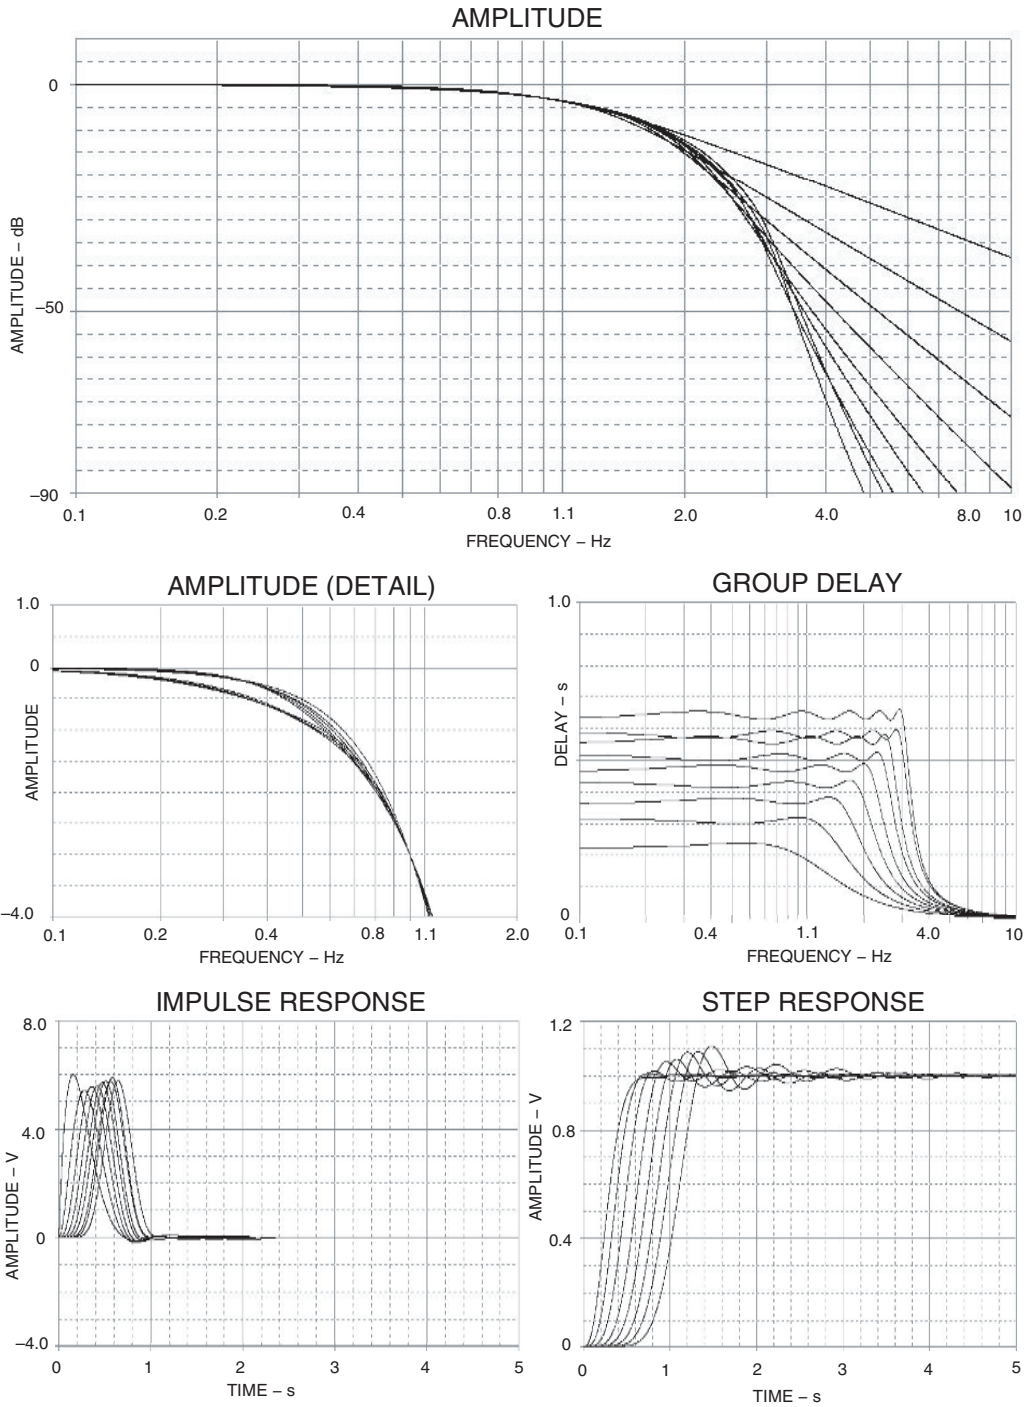 AMPLITUDE
0
–50
–90
AMPLITUDE – dB
0.1 0.2 0.4 0.8 1.1 2.0 4.0 8.0 10
FREQUENCY – Hz
AMPLITUDE (DETAIL)
1.0
0
–4.0
AMPLITUDE
0.1 0.2 0.4 0.8 1.1 2.0
FREQUENCY – Hz
GROUP DELAY
1.0
0
DELAY – s
0.1 0.4 1.1 4.0 10
FREQUENCY – Hz
IMPULSE RESPONSE
8.0
4.0
0
–4.0
AMPLITUDE – V
0 1 2 3 4 5
TIME – s
STEP RESPONSE
1.2
0.8
0.4
0
AMPLITUDE – V
0 1 2 3 4 5
TIME – s